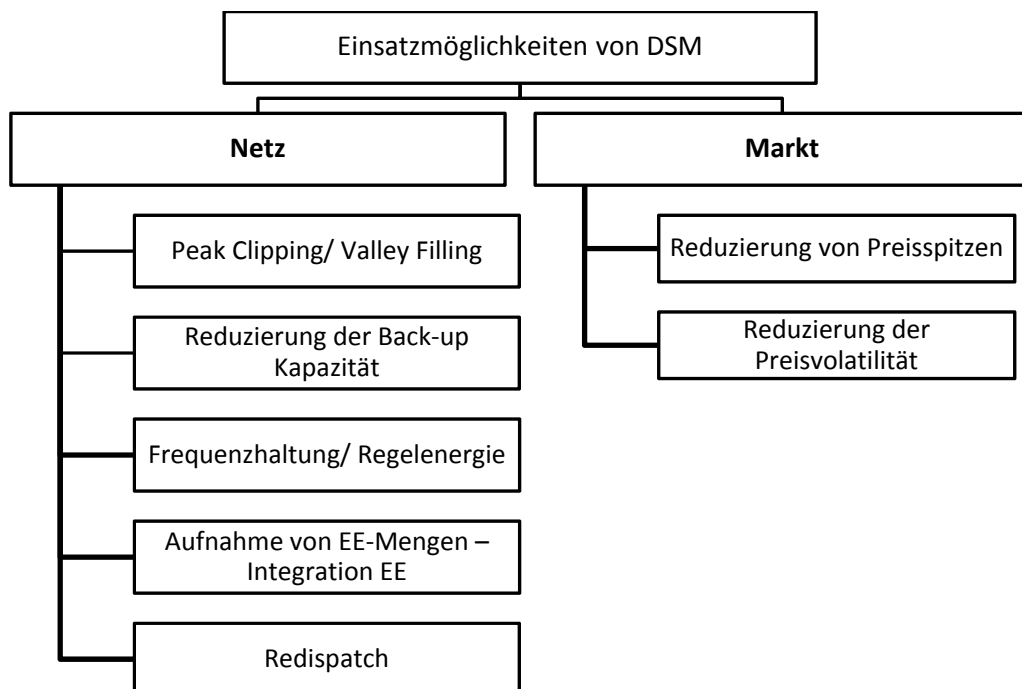 Einsatzmöglichkeiten von DSM
Netz
Peak Clipping/ Valley Filling
Reduzierung der Back-up
Kapazität
Frequenzhaltung/ Regelenergie
Aufnahme von EE-Mengen –
Integration EE
Redispatch
Markt
Reduzierung von Preisspitzen
Reduzierung der
Preisvolatilität